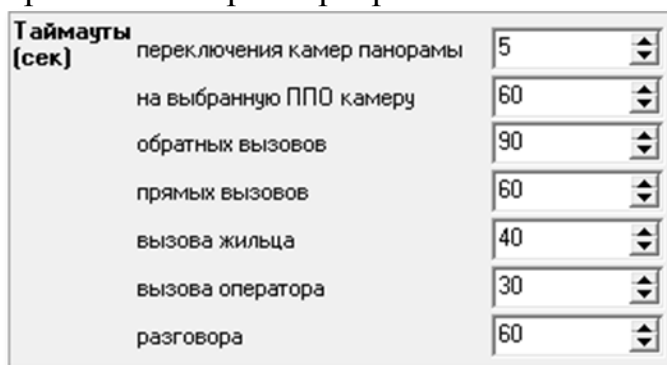 Таймауты
(сек)
переключения камер панорамы 5
на выбранную ППО камеру 60
обратных вызовов 90
прямых вызовов 60
вызова жильца 40
вызова оператора 30
разговора 60